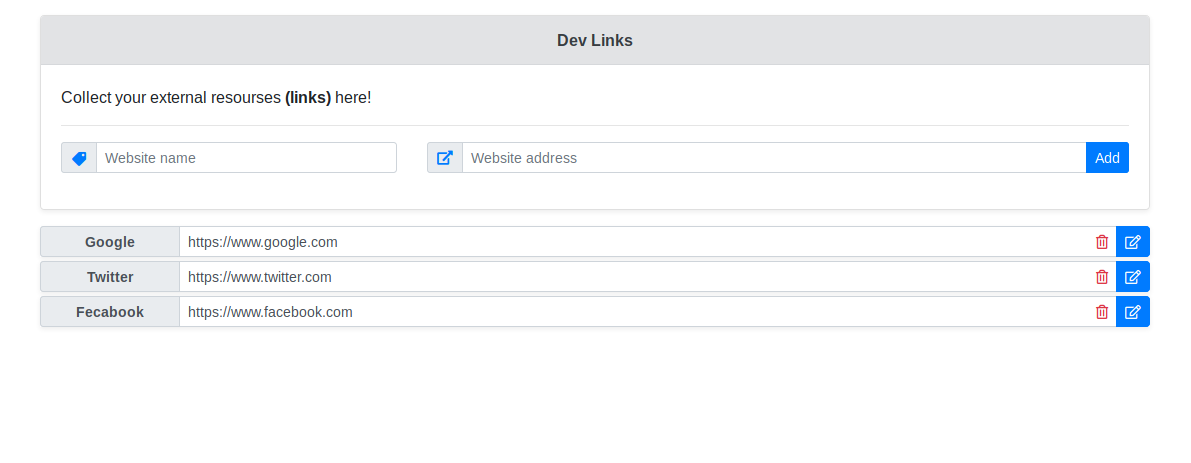 Dev Links
Collect your external resourses (links) here!
Website name
Website address
Add
Google
https://www.google.com
Twitter
https://www.twitter.com
Fecabook
https://www.facebook.com